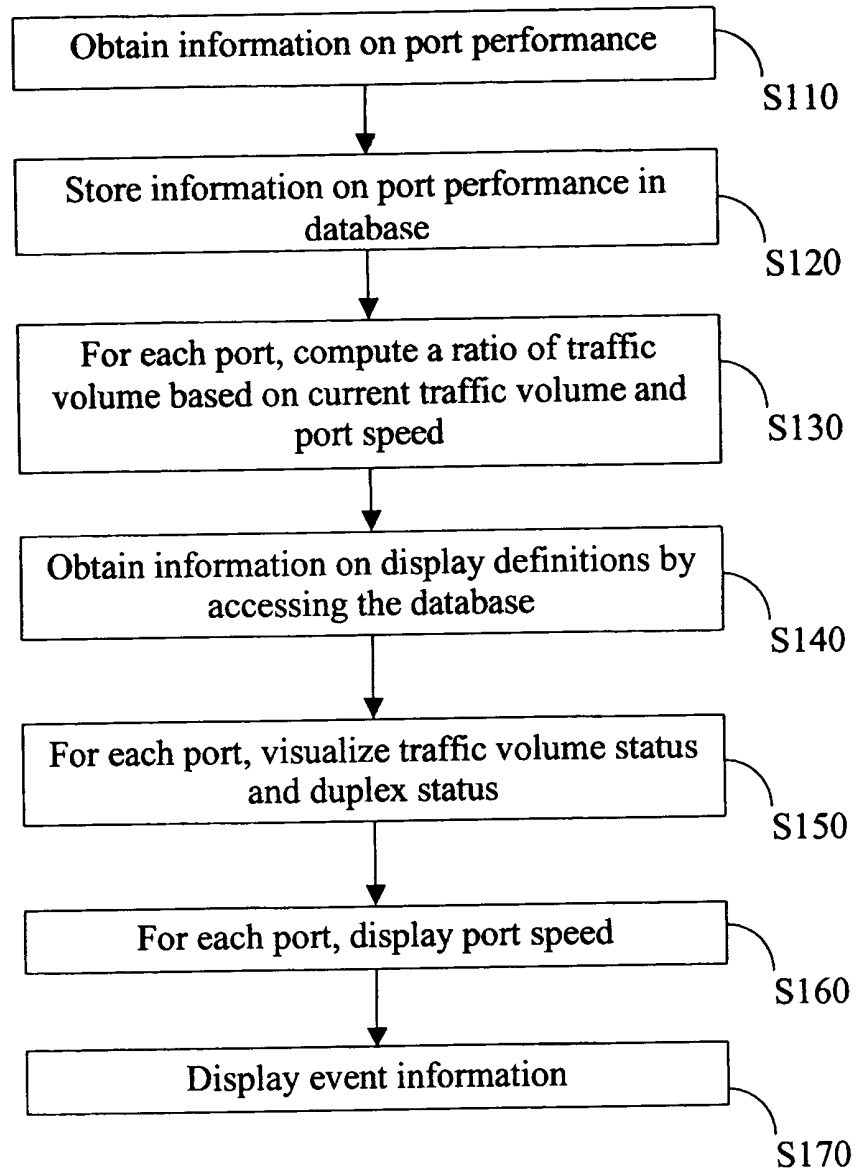 Obtain information on port performance
S110
Store information on port performance in
database
S120
For each port, compute a ratio of traffic
volume based on current traffic volume and
port speed
S130
Obtain information on display definitions by
accessing the database
S140
For each port, visualize traffic volume status
and duplex status
S150
For each port, display port speed
S160
Display event information
S170